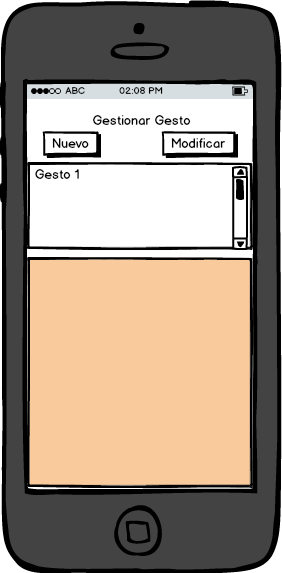 ABC 02:08 PM
Gestionar Gesto
Nuevo Modificar
Gesto 1